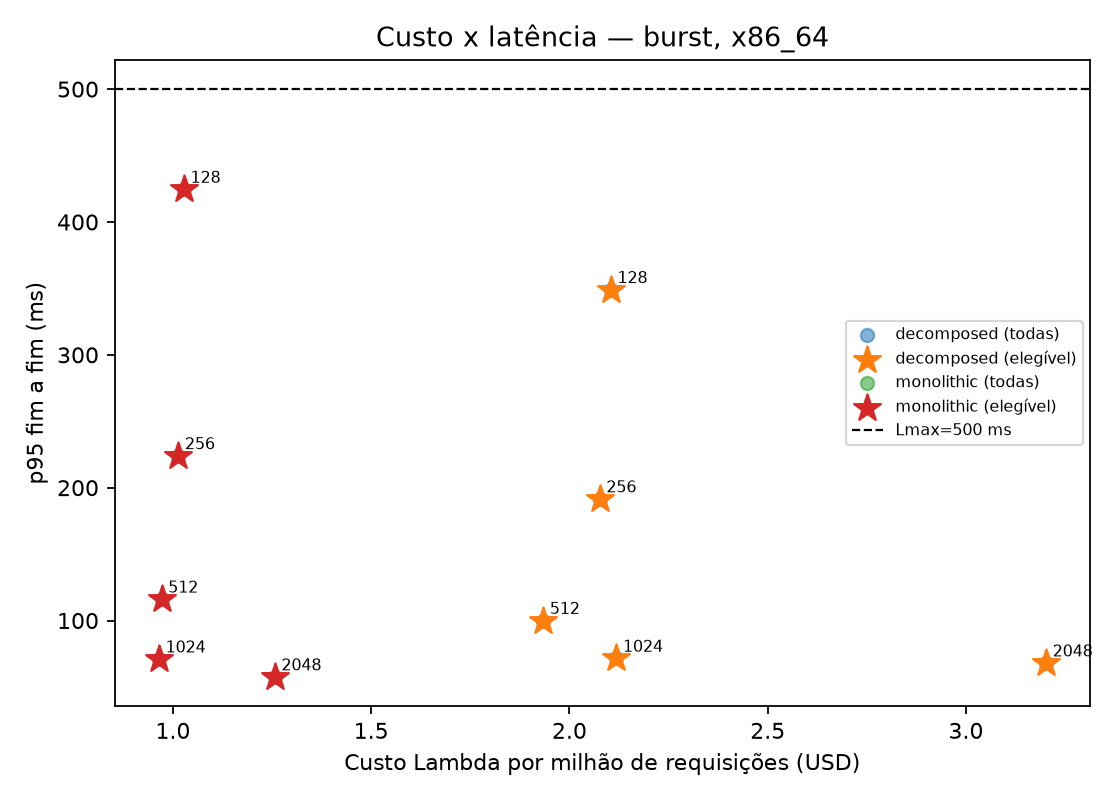 Custo x latência — burst, x86_64
500
400
300
200
100
p95 fim a fim (ms)
128
128
256
256
512
512
1024
1024
2048
2048
decomposed (todas)
decomposed (elegível)
monolithic (todas)
monolithic (elegível)
Lmax=500 ms
1.0 1.5 2.0 2.5 3.0
Custo Lambda por milhão de requisições (USD)